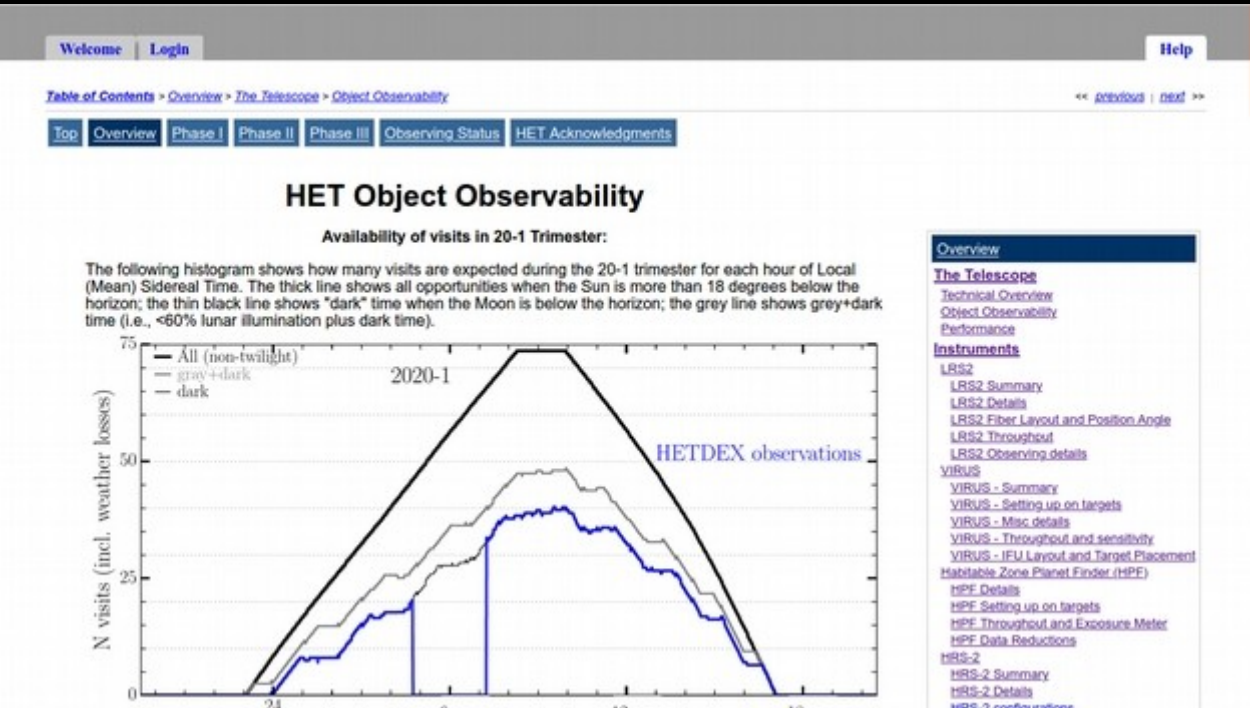 Welcome Login Help
Table of Contents > Overview > The Telescope > Object Observability << previous | next >>
Top Overview Phase I Phase II Phase III Observing Status HET Acknowledgments
HET Object Observability
Availability of visits in 20-1 Trimester:
The following histogram shows how many visits are expected during the 20-1 trimester for each hour of Local
(Mean) Sidereal Time. The thick line shows all opportunities when the Sun is more than 18 degrees below the
horizon; the thin black line shows "dark" time when the Moon is below the horizon; the grey line shows grey+dark
time (i.e., <60% lunar illumination plus dark time).
75
All (non-twilight)
gray+dark
dark
2020-1
HETDEX observations
N visits (incl. weather losses)
50
25
0
24
Overview
The Telescope
Technical Overview
Object Observability
Performance
Instruments
LRS2
LRS2 Summary
LRS2 Details
LRS2 Fiber Layout and Position Angle
LRS2 Throughput
LRS2 Observing details
VIRUS
VIRUS - Summary
VIRUS - Setting up on targets
VIRUS - Misc details
VIRUS - Throughput and sensitivity
VIRUS - IFU Layout and Target Placement
Habitable Zone Planet Finder (HPF)
HPF Details
HPF Setting up on targets
HPF Throughput and Exposure Meter
HPF Data Reductions
HRS-2
HRS-2 Summary
HRS-2 Details
HRS-2 configurations